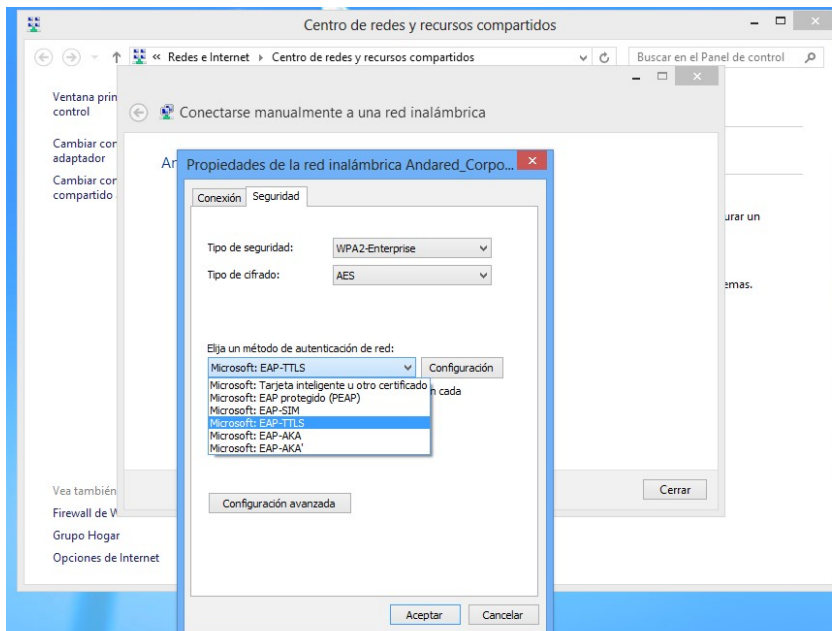 Centro de redes y recursos compartidos
« Redes e Internet Centro de redes y recursos compartidos
Buscar en el Panel de control
Ventana prin
control
Conectarse manualmente a una red inalámbrica
Cambiar con
adaptador
An
Cambiar con
compartido
Propiedades de la red inalámbrica Andared_Corpo...
Conexión Seguridad
urar un
Tipo de seguridad: WPA2-Enterprise
Tipo de cifrado: AES
emas.
Elija un método de autenticación de red:
Microsoft: EAP-TTLS Configuración
Microsoft: Tarjeta inteligente u otro certificado
n cada
Microsoft: EAP protegido (PEAP)
Microsoft: EAP-SIM
Microsoft: EAP-TTLS
Microsoft: EAP-AKA
Microsoft: EAP-AKA'
Vea también
Configuración avanzada
Cerrar
Firewall de W
Grupo Hogar
Opciones de Internet
Aceptar Cancelar